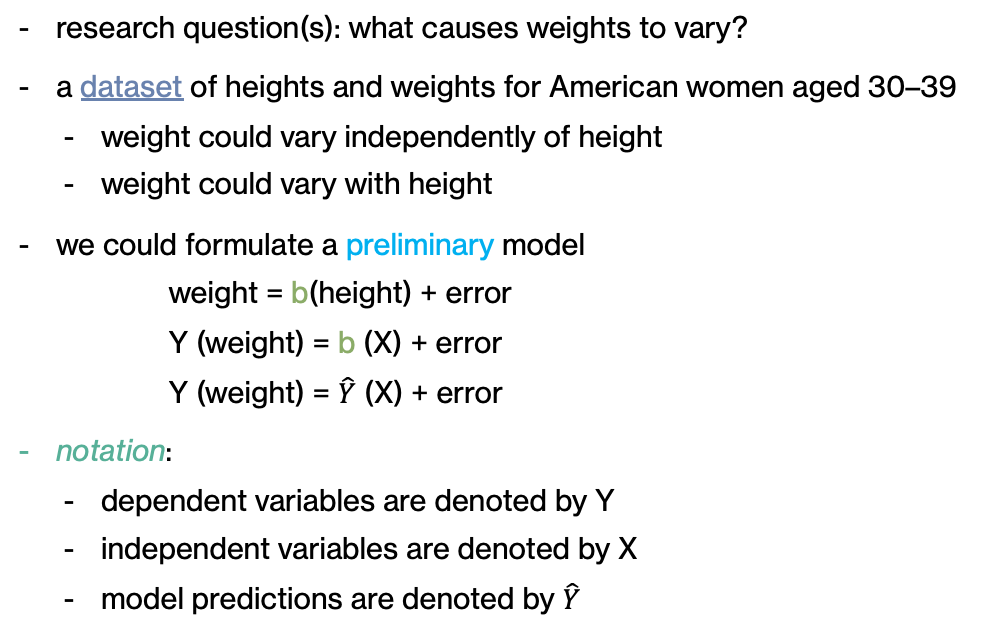 - research question(s): what causes weights to vary?
- a dataset of heights and weights for American women aged 30–39
- weight could vary independently of height
- weight could vary with height
- we could formulate a preliminary model
weight = b(height) + error
Y (weight) = b (X) + error
Y (weight) = Ŷ (X) + error
- notation:
- dependent variables are denoted by Y
- independent variables are denoted by X
- model predictions are denoted by Ŷ